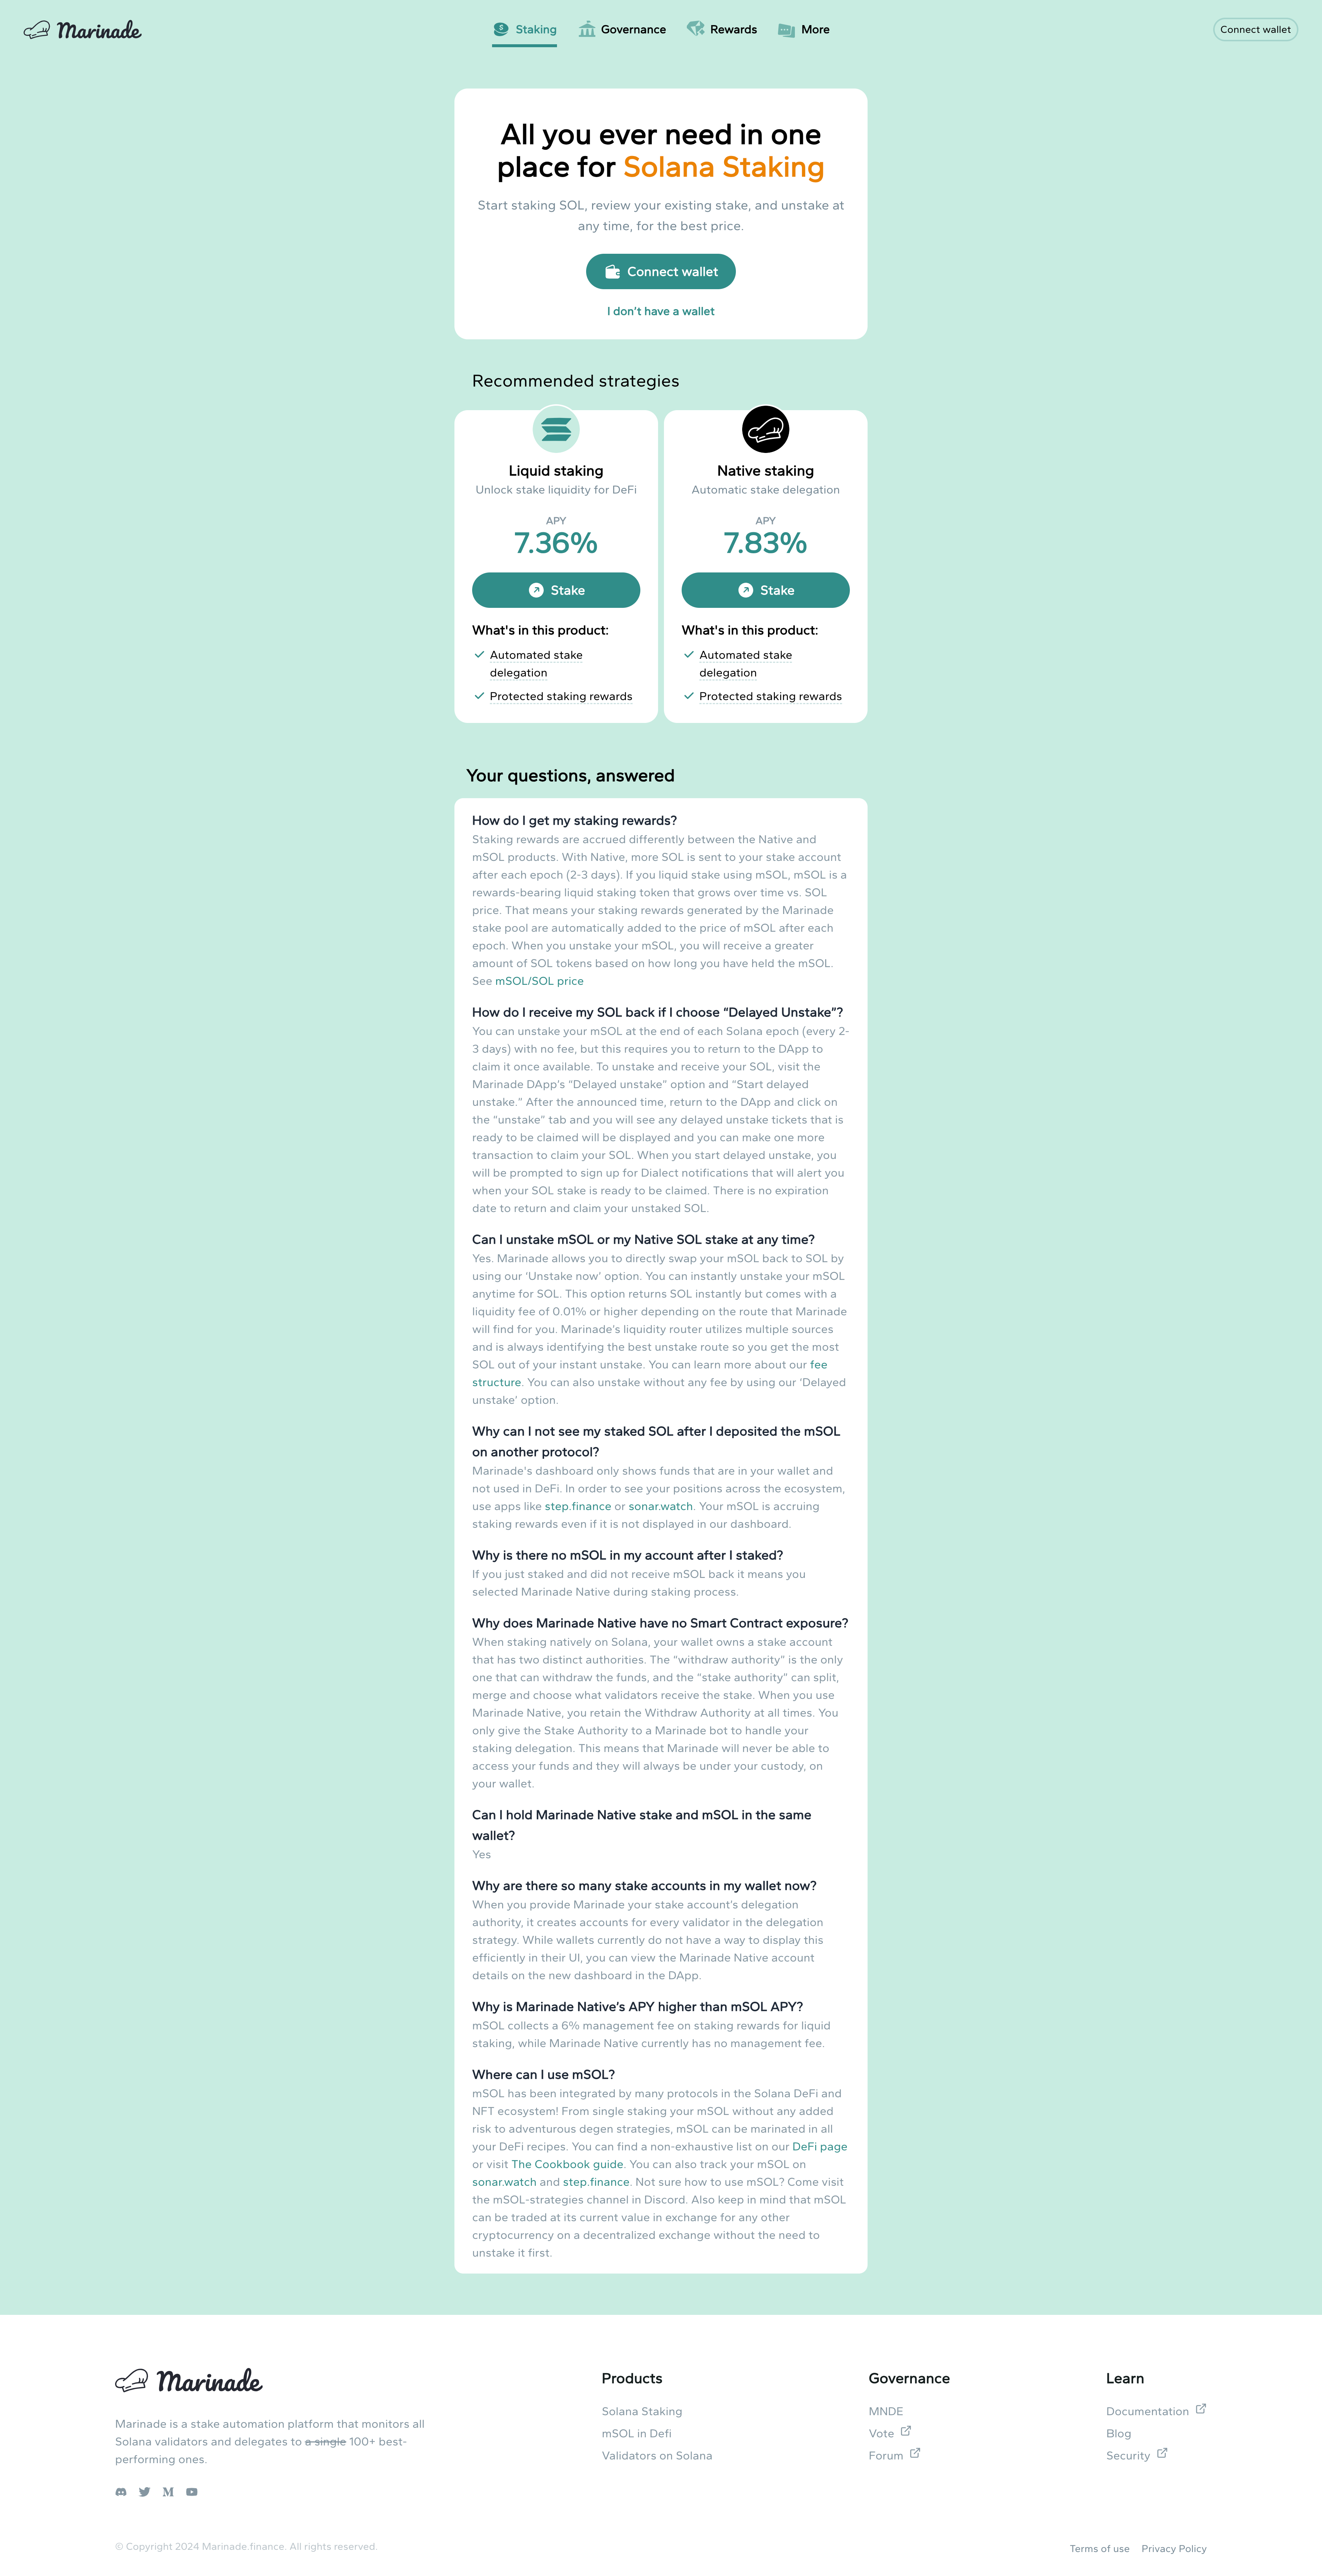 Marinade
Staking
Governance
Rewards
More
Connect wallet
All you ever need in one
place for Solana Staking
Start staking SOL, review your existing stake, and unstake at
any time, for the best price.
Connect wallet
I don't have a wallet
Recommended strategies
Liquid staking
Unlock stake liquidity for DeFi
APY
7.36%
Stake
What's in this product:
Automated stake
delegation
Protected staking rewards
Native staking
Automatic stake delegation
APY
7.83%
Stake
What's in this product:
Automated stake
delegation
Protected staking rewards
Your questions, answered
How do I get my staking rewards?
Staking rewards are accrued differently between the Native and
mSOL products. With Native, more SOL is sent to your stake account
after each epoch (2-3 days). If you liquid stake using mSOL, mSOL is a
rewards-bearing liquid staking token that grows over time vs. SOL
price. That means your staking rewards generated by the Marinade
stake pool are automatically added to the price of mSOL after each
epoch. When you unstake your mSOL, you will receive a greater
amount of SOL tokens based on how long you have held the mSOL.
See mSOL/SOL price
How do I receive my SOL back if I choose “Delayed Unstake”?
You can unstake your mSOL at the end of each Solana epoch (every 2-
3 days) with no fee, but this requires you to return to the DApp to
claim it once available. To unstake and receive your SOL, visit the
Marinade DApp's “Delayed unstake” option and “Start delayed
unstake.” After the announced time, return to the DApp and click on
the “unstake” tab and you will see any delayed unstake tickets that is
ready to be claimed will be displayed and you can make one more
transaction to claim your SOL. When you start delayed unstake, you
will be prompted to sign up for Dialect notifications that will alert you
when your SOL stake is ready to be claimed. There is no expiration
date to return and claim your unstaked SOL.
Can I unstake mSOL or my Native SOL stake at any time?
Yes. Marinade allows you to directly swap your mSOL back to SOL by
using our ‘Unstake now’ option. You can instantly unstake your mSOL
anytime for SOL. This option returns SOL instantly but comes with a
liquidity fee of 0.01% or higher depending on the route that Marinade
will find for you. Marinade's liquidity router utilizes multiple sources
and is always identifying the best unstake route so you get the most
SOL out of your instant unstake. You can learn more about our fee
structure. You can also unstake without any fee by using our ‘Delayed
unstake’ option.
Why can I not see my staked SOL after I deposited the mSOL
on another protocol?
Marinade's dashboard only shows funds that are in your wallet and
not used in DeFi. In order to see your positions across the ecosystem,
use apps like step.finance or sonar.watch. Your mSOL is accruing
staking rewards even if it is not displayed in our dashboard.
Why is there no mSOL in my account after I staked?
If you just staked and did not receive mSOL back it means you
selected Marinade Native during staking process.
Why does Marinade Native have no Smart Contract exposure?
When staking natively on Solana, your wallet owns a stake account
that has two distinct authorities. The “withdraw authority” is the only
one that can withdraw the funds, and the “stake authority” can split,
merge and choose what validators receive the stake. When you use
Marinade Native, you retain the Withdraw Authority at all times. You
only give the Stake Authority to a Marinade bot to handle your
staking delegation. This means that Marinade will never be able to
access your funds and they will always be under your custody, on
your wallet.
Can I hold Marinade Native stake and mSOL in the same
wallet?
Yes
Why are there so many stake accounts in my wallet now?
When you provide Marinade your stake account's delegation
authority, it creates accounts for every validator in the delegation
strategy. While wallets currently do not have a way to display this
efficiently in their UI, you can view the Marinade Native account
details on the new dashboard in the DApp.
Why is Marinade Native's APY higher than mSOL APY?
mSOL collects a 6% management fee on staking rewards for liquid
staking, while Marinade Native currently has no management fee.
Where can I use mSOL?
mSOL has been integrated by many protocols in the Solana DeFi and
NFT ecosystem! From single staking your mSOL without any added
risk to adventurous degen strategies, mSOL can be marinated in all
your DeFi recipes. You can find a non-exhaustive list on our DeFi page
or visit The Cookbook guide. You can also track your mSOL on
sonar.watch and step.finance. Not sure how to use mSOL? Come visit
the mSOL-strategies channel in Discord. Also keep in mind that mSOL
can be traded at its current value in exchange for any other
cryptocurrency on a decentralized exchange without the need to
unstake it first.
Marinade
Marinade is a stake automation platform that monitors all
Solana validators and delegates to a single 100+ best-
performing ones.
Products
Solana Staking
mSOL in Defi
Validators on Solana
Governance
MNDE
Vote
Forum
Learn
Documentation
Blog
Security
© Copyright 2024 Marinade.finance. All rights reserved.
Terms of use
Privacy Policy